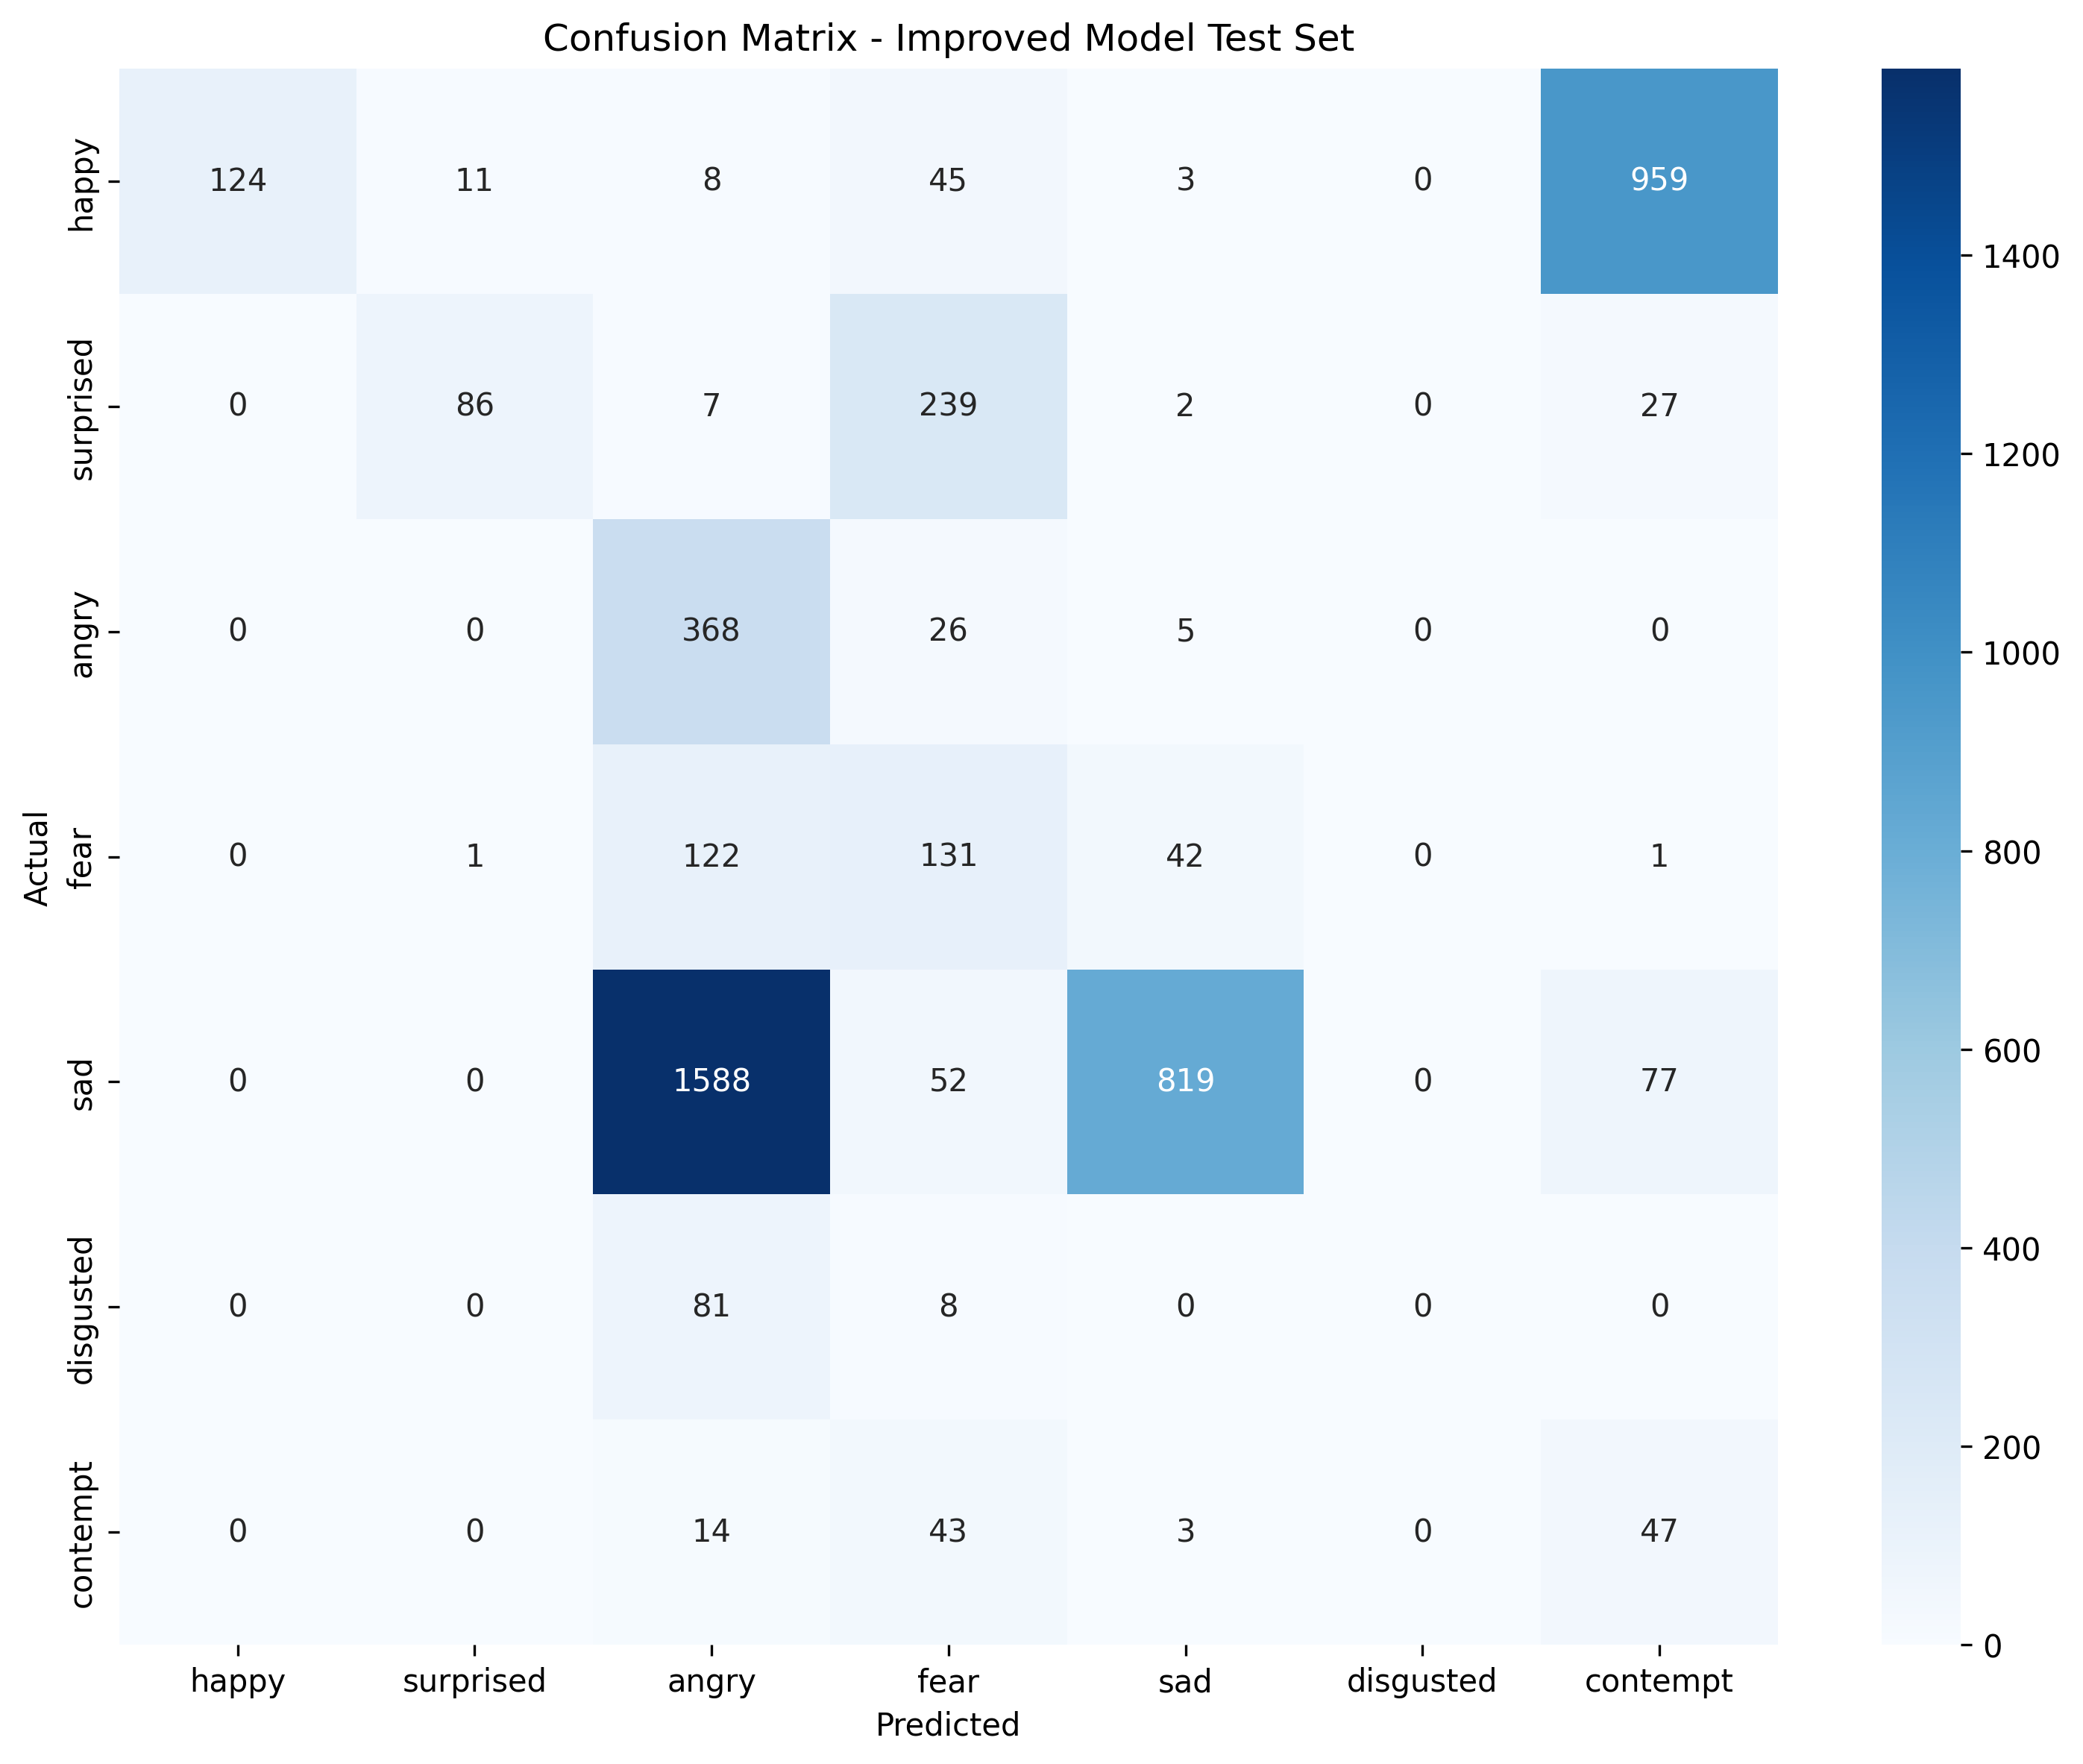 Confusion Matrix - Improved Model Test Set
happy 124 11 8 45 3 0 959
surprised 0 86 7 239 2 0 27
angry 0 0 368 26 5 0 0
fear 0 1 122 131 42 0 1
sad 0 0 1588 52 819 0 77
disgusted 0 0 81 8 0 0 0
contempt 0 0 14 43 3 0 47
happy surprised angry fear sad disgusted contempt
Predicted
Actual
1400
1200
1000
800
600
400
200
0